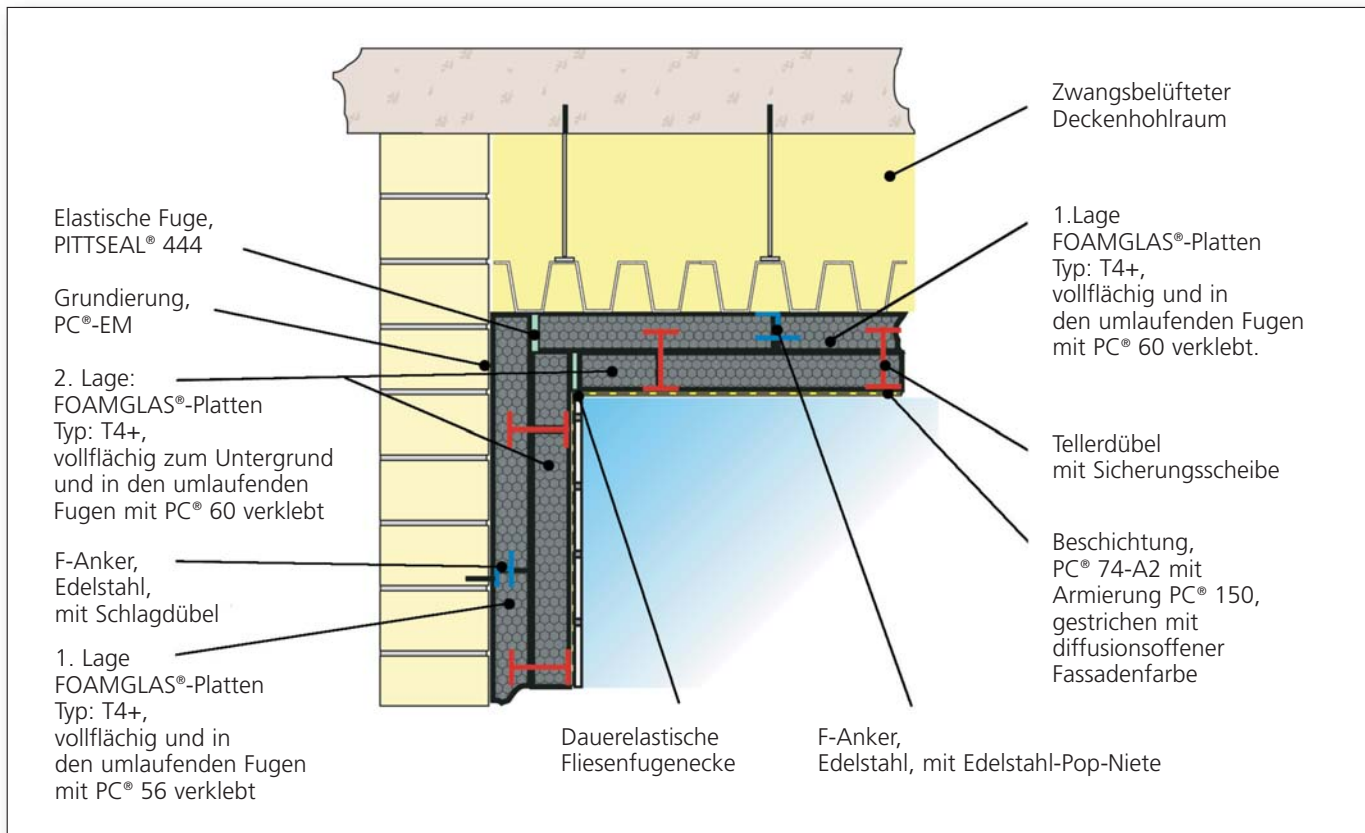 Elastische Fuge,
PITTSEAL® 444
Grundierung,
PC®-EM
2. Lage:
FOAMGLAS®-Platten
Typ: T4+,
vollflächig zum Untergrund
und in den umlaufenden
Fugen mit PC® 60 verklebt
F-Anker,
Edelstahl,
mit Schlagdübel
1. Lage
FOAMGLAS®-Platten
Typ: T4+,
vollflächig und in
den umlaufenden Fugen
mit PC® 56 verklebt
Dauerelastische
Fliesenfugenecke
F-Anker,
Edelstahl, mit Edelstahl-Pop-Niete
Zwangsbelüfteter
Deckenhohlraum
1.Lage
FOAMGLAS®-Platten
Typ: T4+,
vollflächig und in
den umlaufenden Fugen
mit PC® 60 verklebt.
Tellerdübel
mit Sicherungsscheibe
Beschichtung,
PC® 74-A2 mit
Armierung PC® 150,
gestrichen mit
diffusionsoffener
Fassadenfarbe